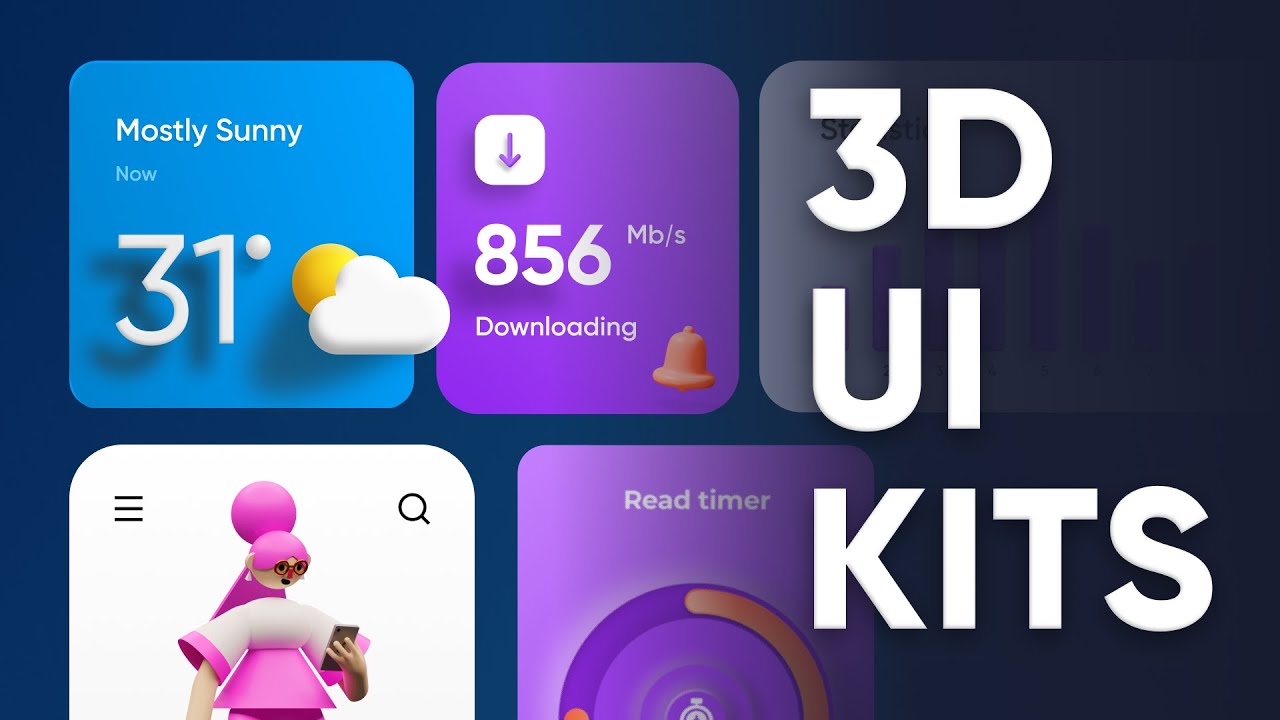 Mostly Sunny
Now
31°
856 Mb/s
Downloading
3D
UI
KITS
Read timer